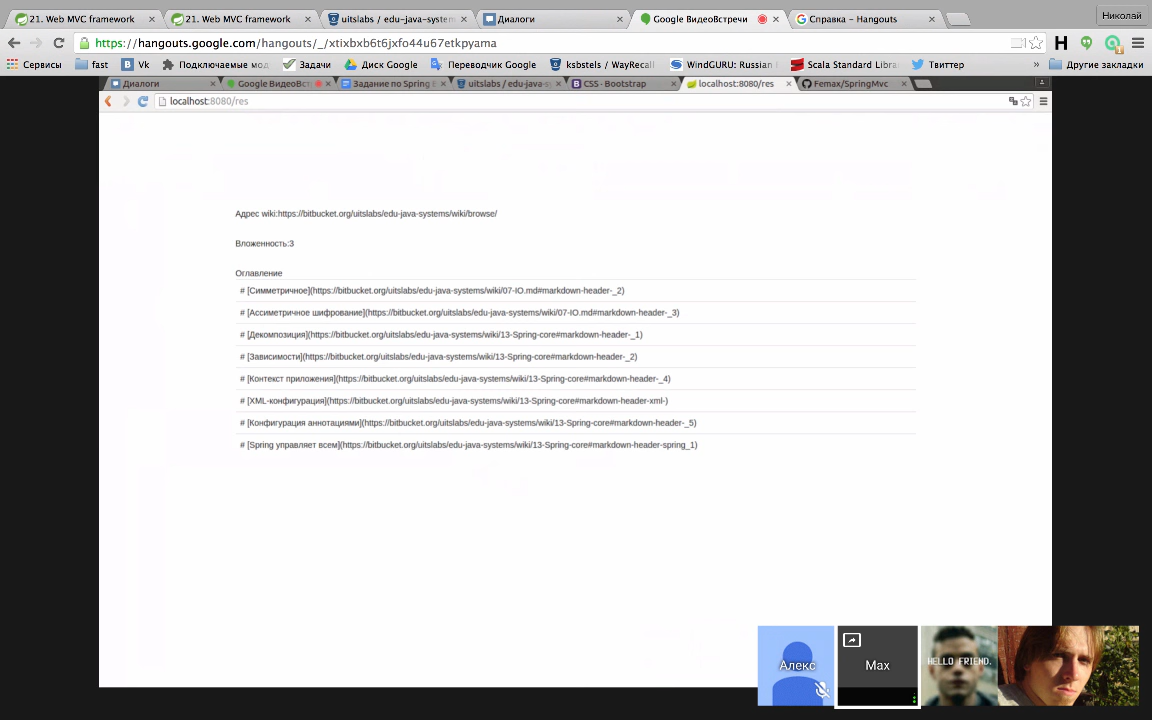 21. Web MVC framework
21. Web MVC framework
uitslabs / edu-java-system
Диалоги
Google ВидеоВстречи
Справка – Hangouts
Николай
https://hangouts.google.com/hangouts/_/xtixbxb6t6jxfo44u67etkpyama
Сервисы
fast
Vk
Подключаемые мод
Задачи
Диск Google
Переводчик Google
ksbstels / WayRecall
WindGURU: Russian
Scala Standard Libra
Твиттер
»
Другие закладки
Диалоги
Google ВидеоВст
Задание по Spring
uitslabs / edu-java-s
CSS · Bootstrap
localhost:8080/res
Femax/SpringMvc
localhost:8080/res
Адрес wiki:https://bitbucket.org/uitslabs/edu-java-systems/wiki/browse/
Вложенность:3
Оглавление
# [Симметричное](https://bitbucket.org/uitslabs/edu-java-systems/wiki/07-IO.md#markdown-header-_2)
# [Ассиметричное шифрование](https://bitbucket.org/uitslabs/edu-java-systems/wiki/07-IO.md#markdown-header-_3)
# [Декомпозиция](https://bitbucket.org/uitslabs/edu-java-systems/wiki/13-Spring-core#markdown-header-_1)
# [Зависимости](https://bitbucket.org/uitslabs/edu-java-systems/wiki/13-Spring-core#markdown-header-_2)
# [Контекст приложения](https://bitbucket.org/uitslabs/edu-java-systems/wiki/13-Spring-core#markdown-header-_4)
# [XML-конфигурация](https://bitbucket.org/uitslabs/edu-java-systems/wiki/13-Spring-core#markdown-header-xml-)
# [Конфигурация аннотациями](https://bitbucket.org/uitslabs/edu-java-systems/wiki/13-Spring-core#markdown-header-_5)
# [Spring управляет всем](https://bitbucket.org/uitslabs/edu-java-systems/wiki/13-Spring-core#markdown-header-spring_1)
Алекс
Max
HELLO FRIEND.